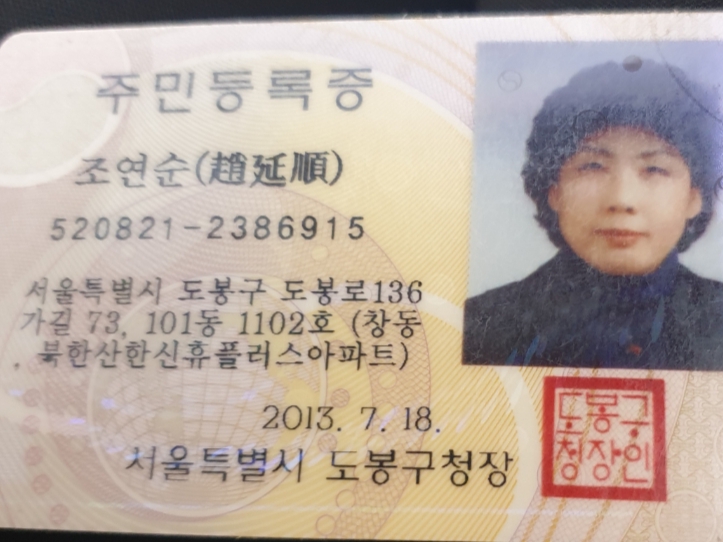 주민등록증
조연순(趙延順)
520821-2386915
서울특별시 도봉구 도봉로136
가길 73, 101동 1102호 (창동
, 북한산한신휴플러스아파트)
2013. 7. 18.
서울특별시 도봉구청장
도봉구
청장인